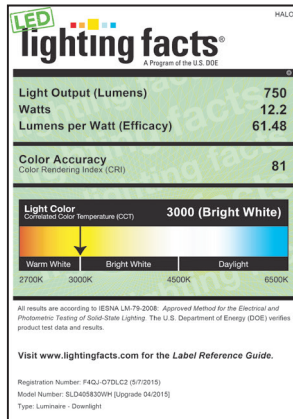 LED
HALO
lighting facts®
A Program of the U.S. DOE
Light Output (Lumens) 750
Watts 12.2
Lumens per Watt (Efficacy) 61.48
Color Accuracy
Color Rendering Index (CRI) 81
Light Color
Correlated Color Temperature (CCT) 3000 (Bright White)
Warm White Bright White Daylight
2700K 3000K 4500K 6500K
All results are according to IESNA LM-79-2008: Approved Method for the Electrical and
Photometric Testing of Solid-State Lighting. The U.S. Department of Energy (DOE) verifies
product test data and results.
Visit www.lightingfacts.com for the Label Reference Guide.
Registration Number: F4QJ-O7DLC2 (5/7/2015)
Model Number: SLD405830WH [Upgrade 04/2015]
Type: Luminaire - Downlight